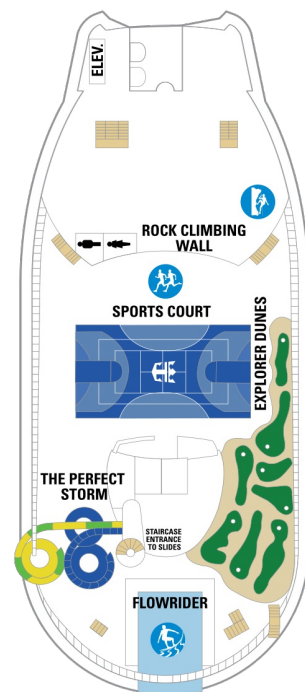 ELEV.
ROCK CLIMBING
WALL
SPORTS COURT
EXPLORER DUNES
THE PERFECT
STORM
STAIRCASE
ENTRANCE
TO SLIDES
FLOWRIDER